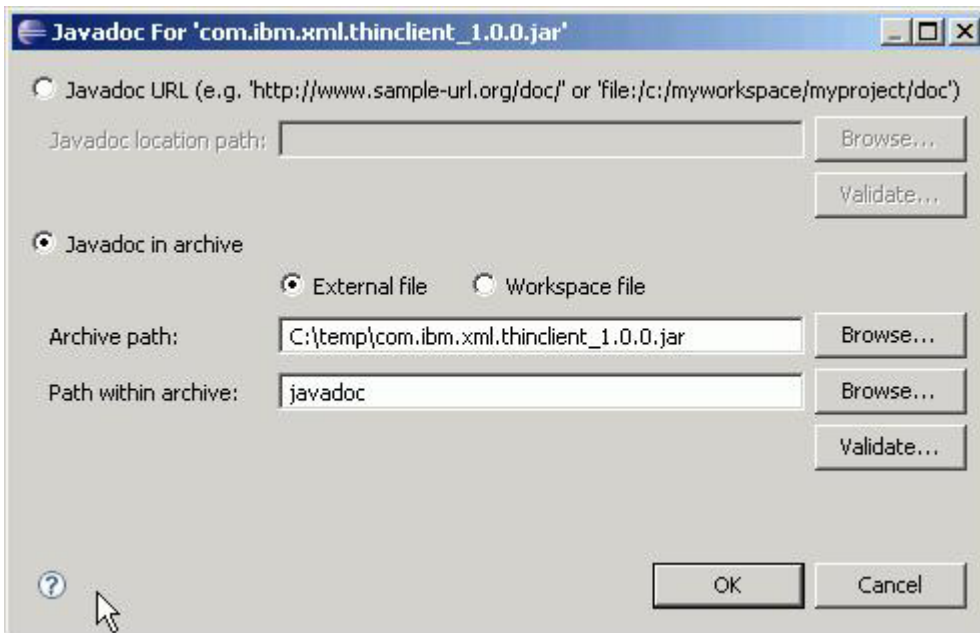 Javadoc For 'com.ibm.xml.thinclient_1.0.0.jar'
Javadoc URL (e.g. 'http://www.sample-url.org/doc/' or 'file:/c:/myworkspace/myproject/doc')
Javadoc location path: Browse...
Validate...
Javadoc in archive
External file Workspace file
Archive path: C:\temp\com.ibm.xml.thinclient_1.0.0.jar Browse...
Path within archive: javadoc Browse...
Validate...
? OK Cancel